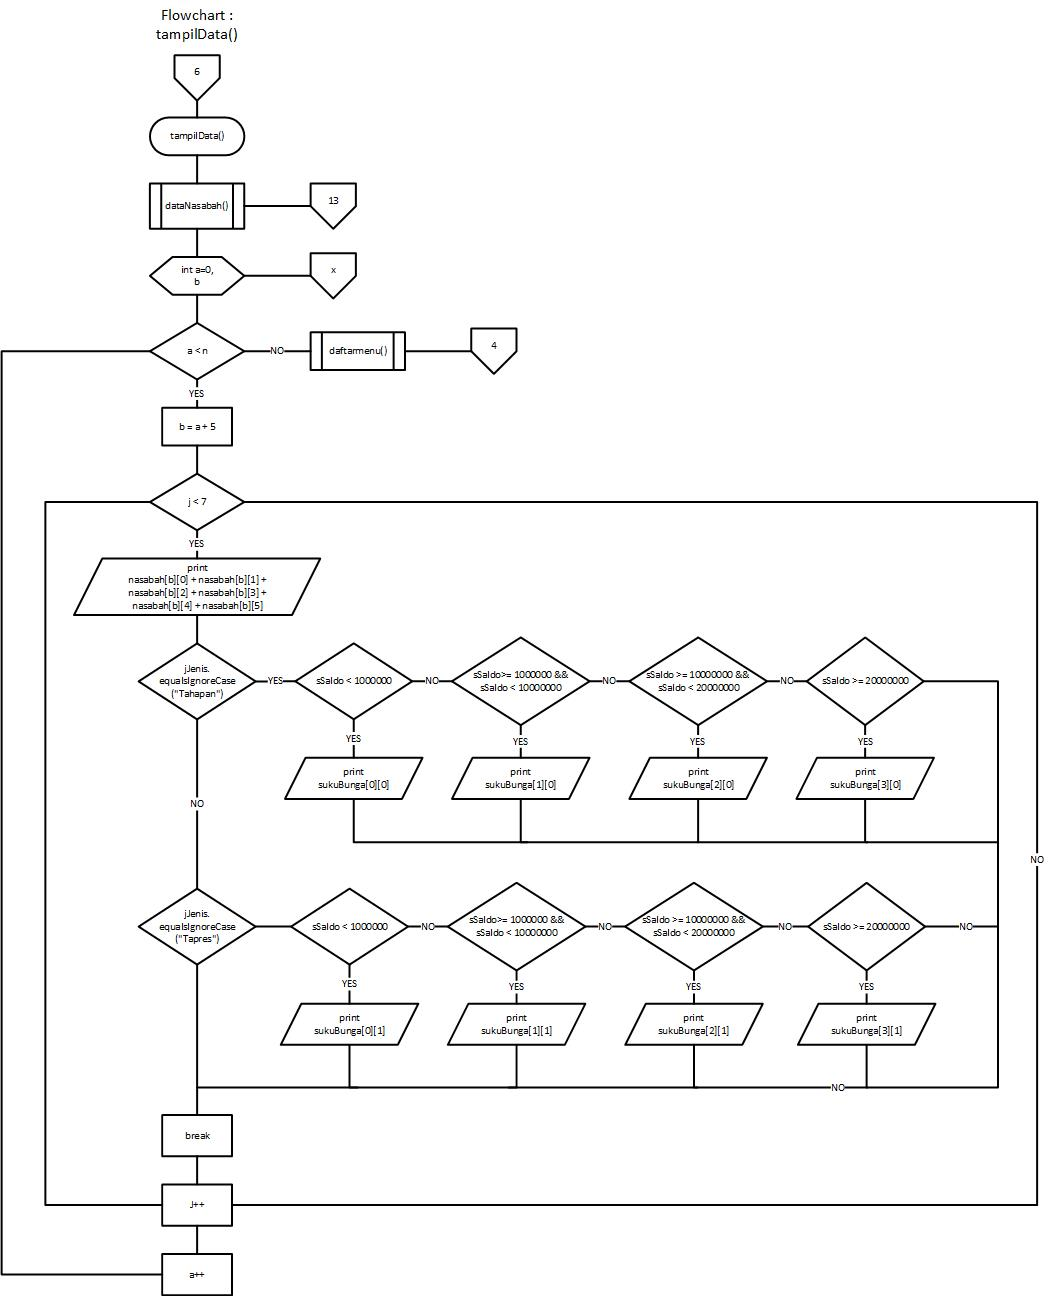 Flowchart :
tampilData()
6
tampilData()
dataNasabah()
13
int a=0,
b
x
a < n
NO
daftarmenu()
4
YES
b = a + 5
j < 7
YES
print
nasabah[b][0] + nasabah[b][1] +
nasabah[b][2] + nasabah[b][3] +
nasabah[b][4] + nasabah[b][5]
jJenis.
equalsIgnoreCase
("Tahapan")
YES
sSaldo < 1000000
NO
sSaldo>= 1000000 &&
sSaldo < 10000000
NO
sSaldo >= 10000000 &&
sSaldo < 20000000
NO
sSaldo >= 20000000
YES
YES
YES
YES
print
sukuBunga[0][0]
print
sukuBunga[1][0]
print
sukuBunga[2][0]
print
sukuBunga[3][0]
NO
NO
jJenis.
equalsIgnoreCase
("Tapres")
sSaldo < 1000000
NO
sSaldo>= 1000000 &&
sSaldo < 10000000
NO
sSaldo >= 10000000 &&
sSaldo < 20000000
NO
sSaldo >= 20000000
NO
YES
YES
YES
YES
print
sukuBunga[0][1]
print
sukuBunga[1][1]
print
sukuBunga[2][1]
print
sukuBunga[3][1]
NO
break
J++
a++